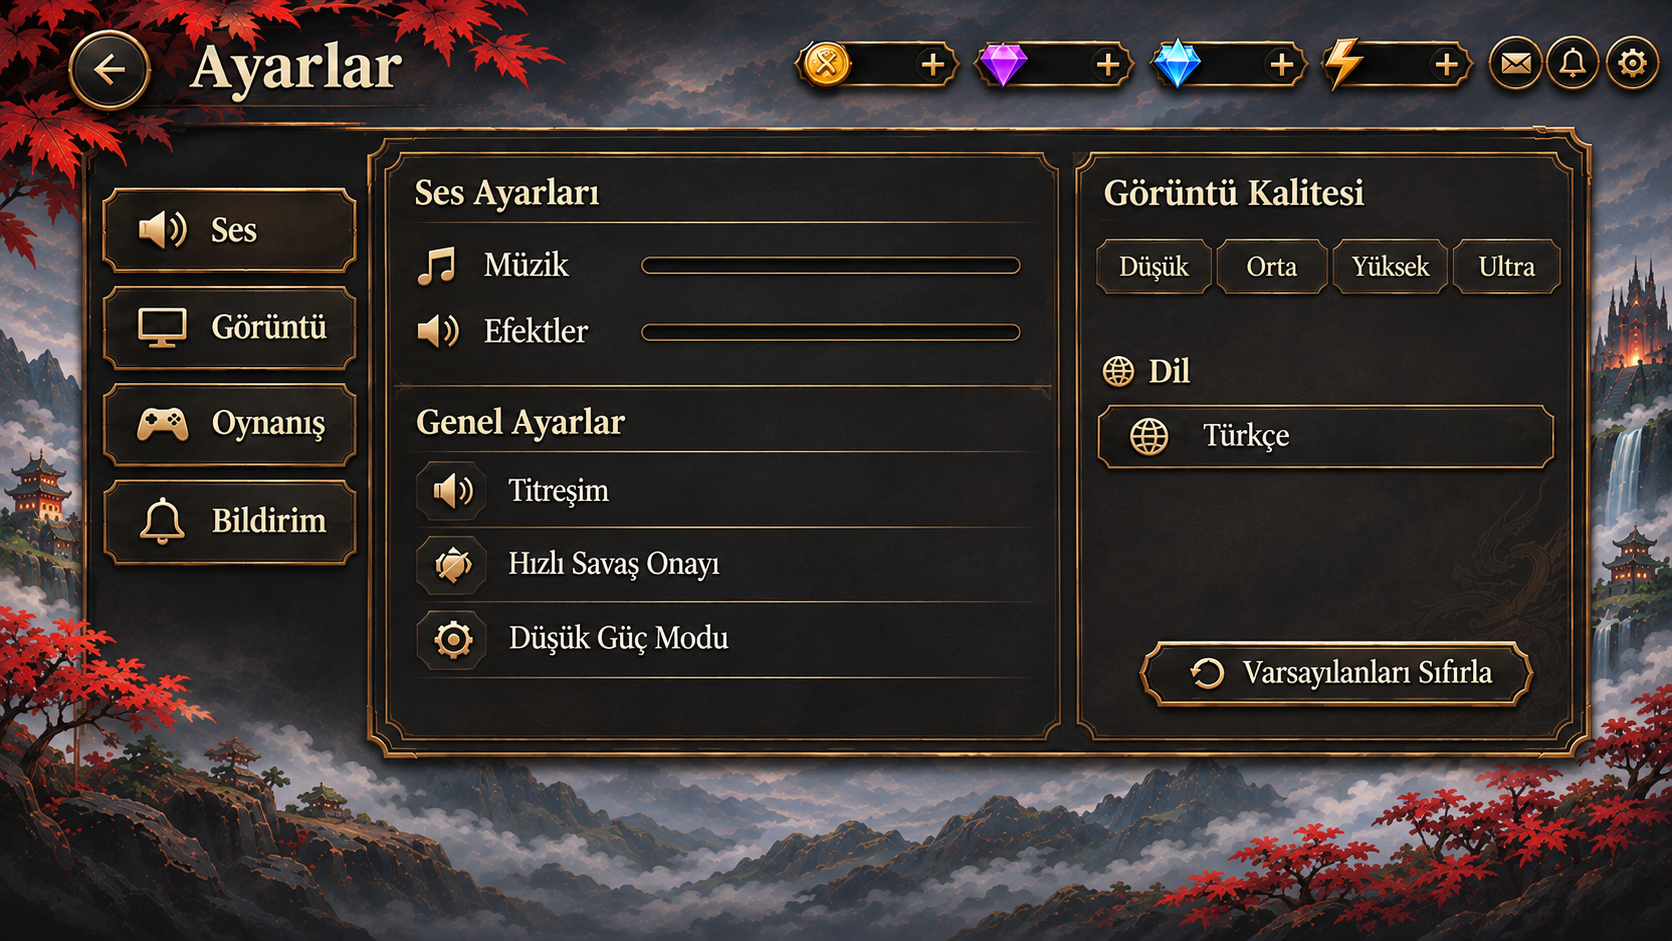 Ayarlar
Ses
Görüntü
Oynanış
Bildirim
Ses Ayarları
Müzik
Efektler
Genel Ayarlar
Titreşim
Hızlı Savaş Onayı
Düşük Güç Modu
Görüntü Kalitesi
Düşük Orta Yüksek Ultra
Dil
Türkçe
Varsayılanları Sıfırla